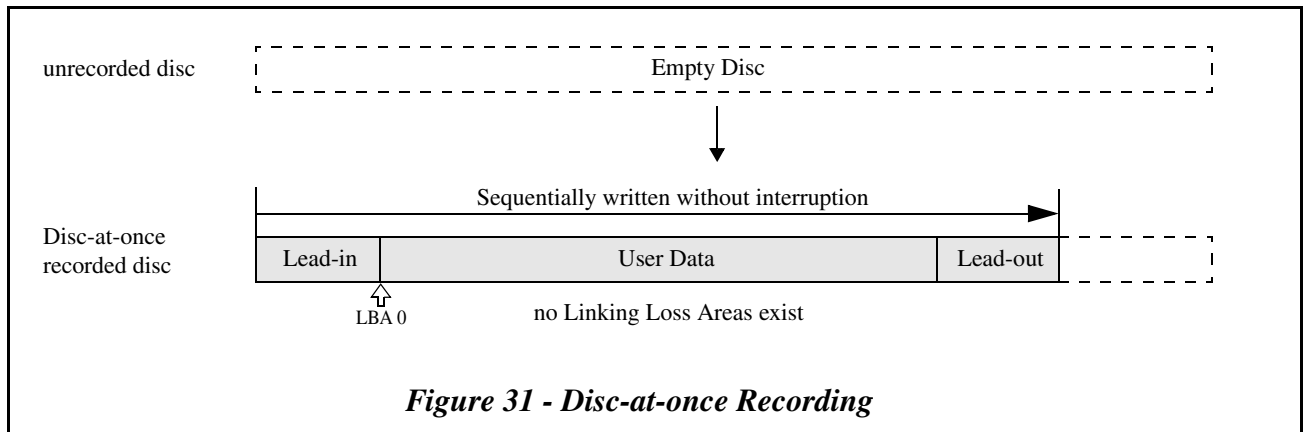 unrecorded disc
Empty Disc
Sequentially written without interruption
Disc-at-once
recorded disc
Lead-in
User Data
Lead-out
LBA 0
no Linking Loss Areas exist
Figure 31 - Disc-at-once Recording